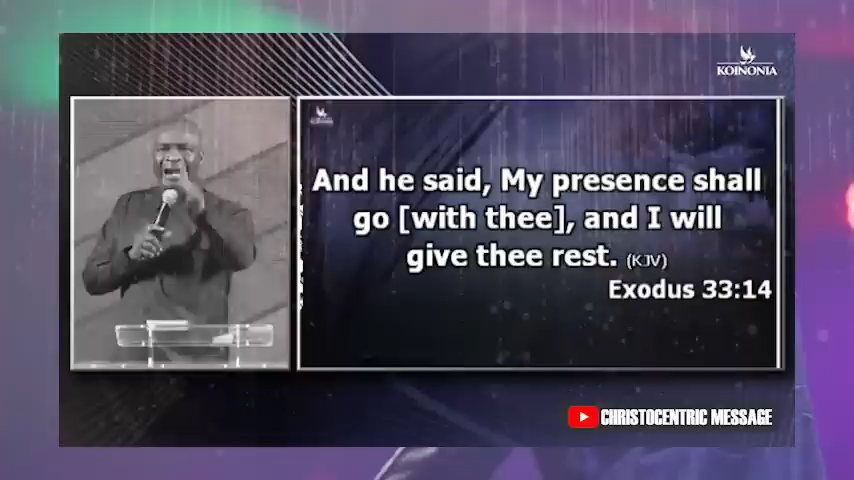 KOINONIA
KOINONIA
And he said, My presence shall
go [with thee], and I will
give thee rest. (KJV)
Exodus 33:14
CHRISTOCENTRIC MESSAGE